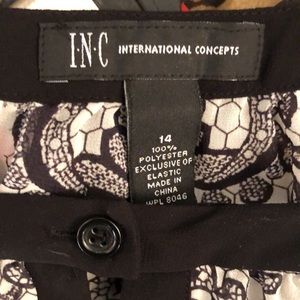 I·N·C INTERNATIONAL CONCEPTS
14
100%
POLYESTER
EXCLUSIVE OF
ELASTIC
MADE IN
CHINA
WPL 8046